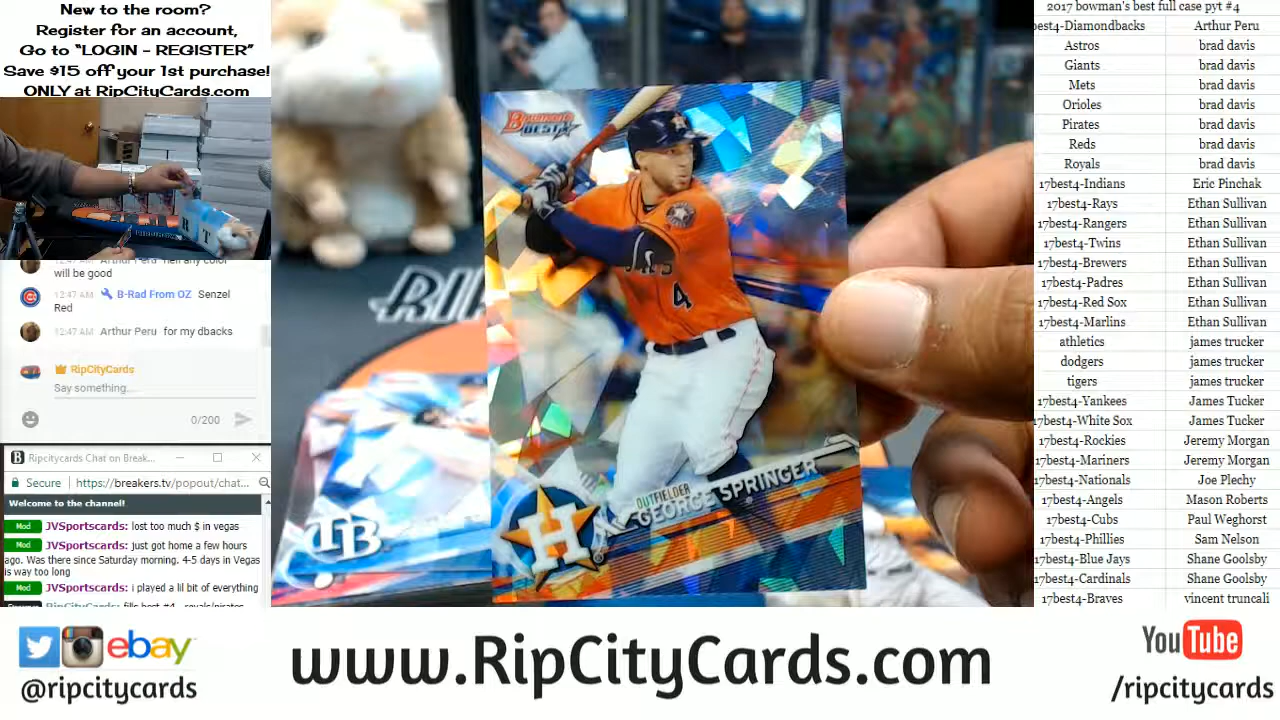 New to the room?
Register for an account,
Go to "LOGIN - REGISTER"
Save $15 off your 1st purchase!
ONLY at RipCityCards.com
will be good
12:47 AM B-Rad From OZ Senzel
Red
12:47 AM Arthur Peru for my dbacks
RipCityCards
Say something...
0/200
Ripcitycards Chat on Break...
Secure https://breakers.tv/popout/chat...
Welcome to the channel!
Mod JVSportscards: lost too much $ in vegas
Mod JVSportscards: just got home a few hours
ago. Was there since Saturday morning. 4-5 days in Vegas
is way too long
Mod JVSportscards: i played a lil bit of everything
BOWMAN'S
BEST
4
OUTFIELDER
GEORGE SPRINGER
H
TB
2017 bowman's best full case pyt #4
best4-Diamondbacks Arthur Peru
Astros brad davis
Giants brad davis
Mets brad davis
Orioles brad davis
Pirates brad davis
Reds brad davis
Royals brad davis
17best4-Indians Eric Pinchak
17best4-Rays Ethan Sullivan
17best4-Rangers Ethan Sullivan
17best4-Twins Ethan Sullivan
17best4-Brewers Ethan Sullivan
17best4-Padres Ethan Sullivan
17best4-Red Sox Ethan Sullivan
17best4-Marlins Ethan Sullivan
athletics james trucker
dodgers james trucker
tigers james trucker
17best4-Yankees James Tucker
17best4-White Sox James Tucker
17best4-Rockies Jeremy Morgan
17best4-Mariners Jeremy Morgan
17best4-Nationals Joe Plechy
17best4-Angels Mason Roberts
17best4-Cubs Paul Weghorst
17best4-Phillies Sam Nelson
17best4-Blue Jays Shane Goolsby
17best4-Cardinals Shane Goolsby
17best4-Braves vincent truncali
ebay
@ripcitycards
www.RipCityCards.com
YouTube
/ripcitycards